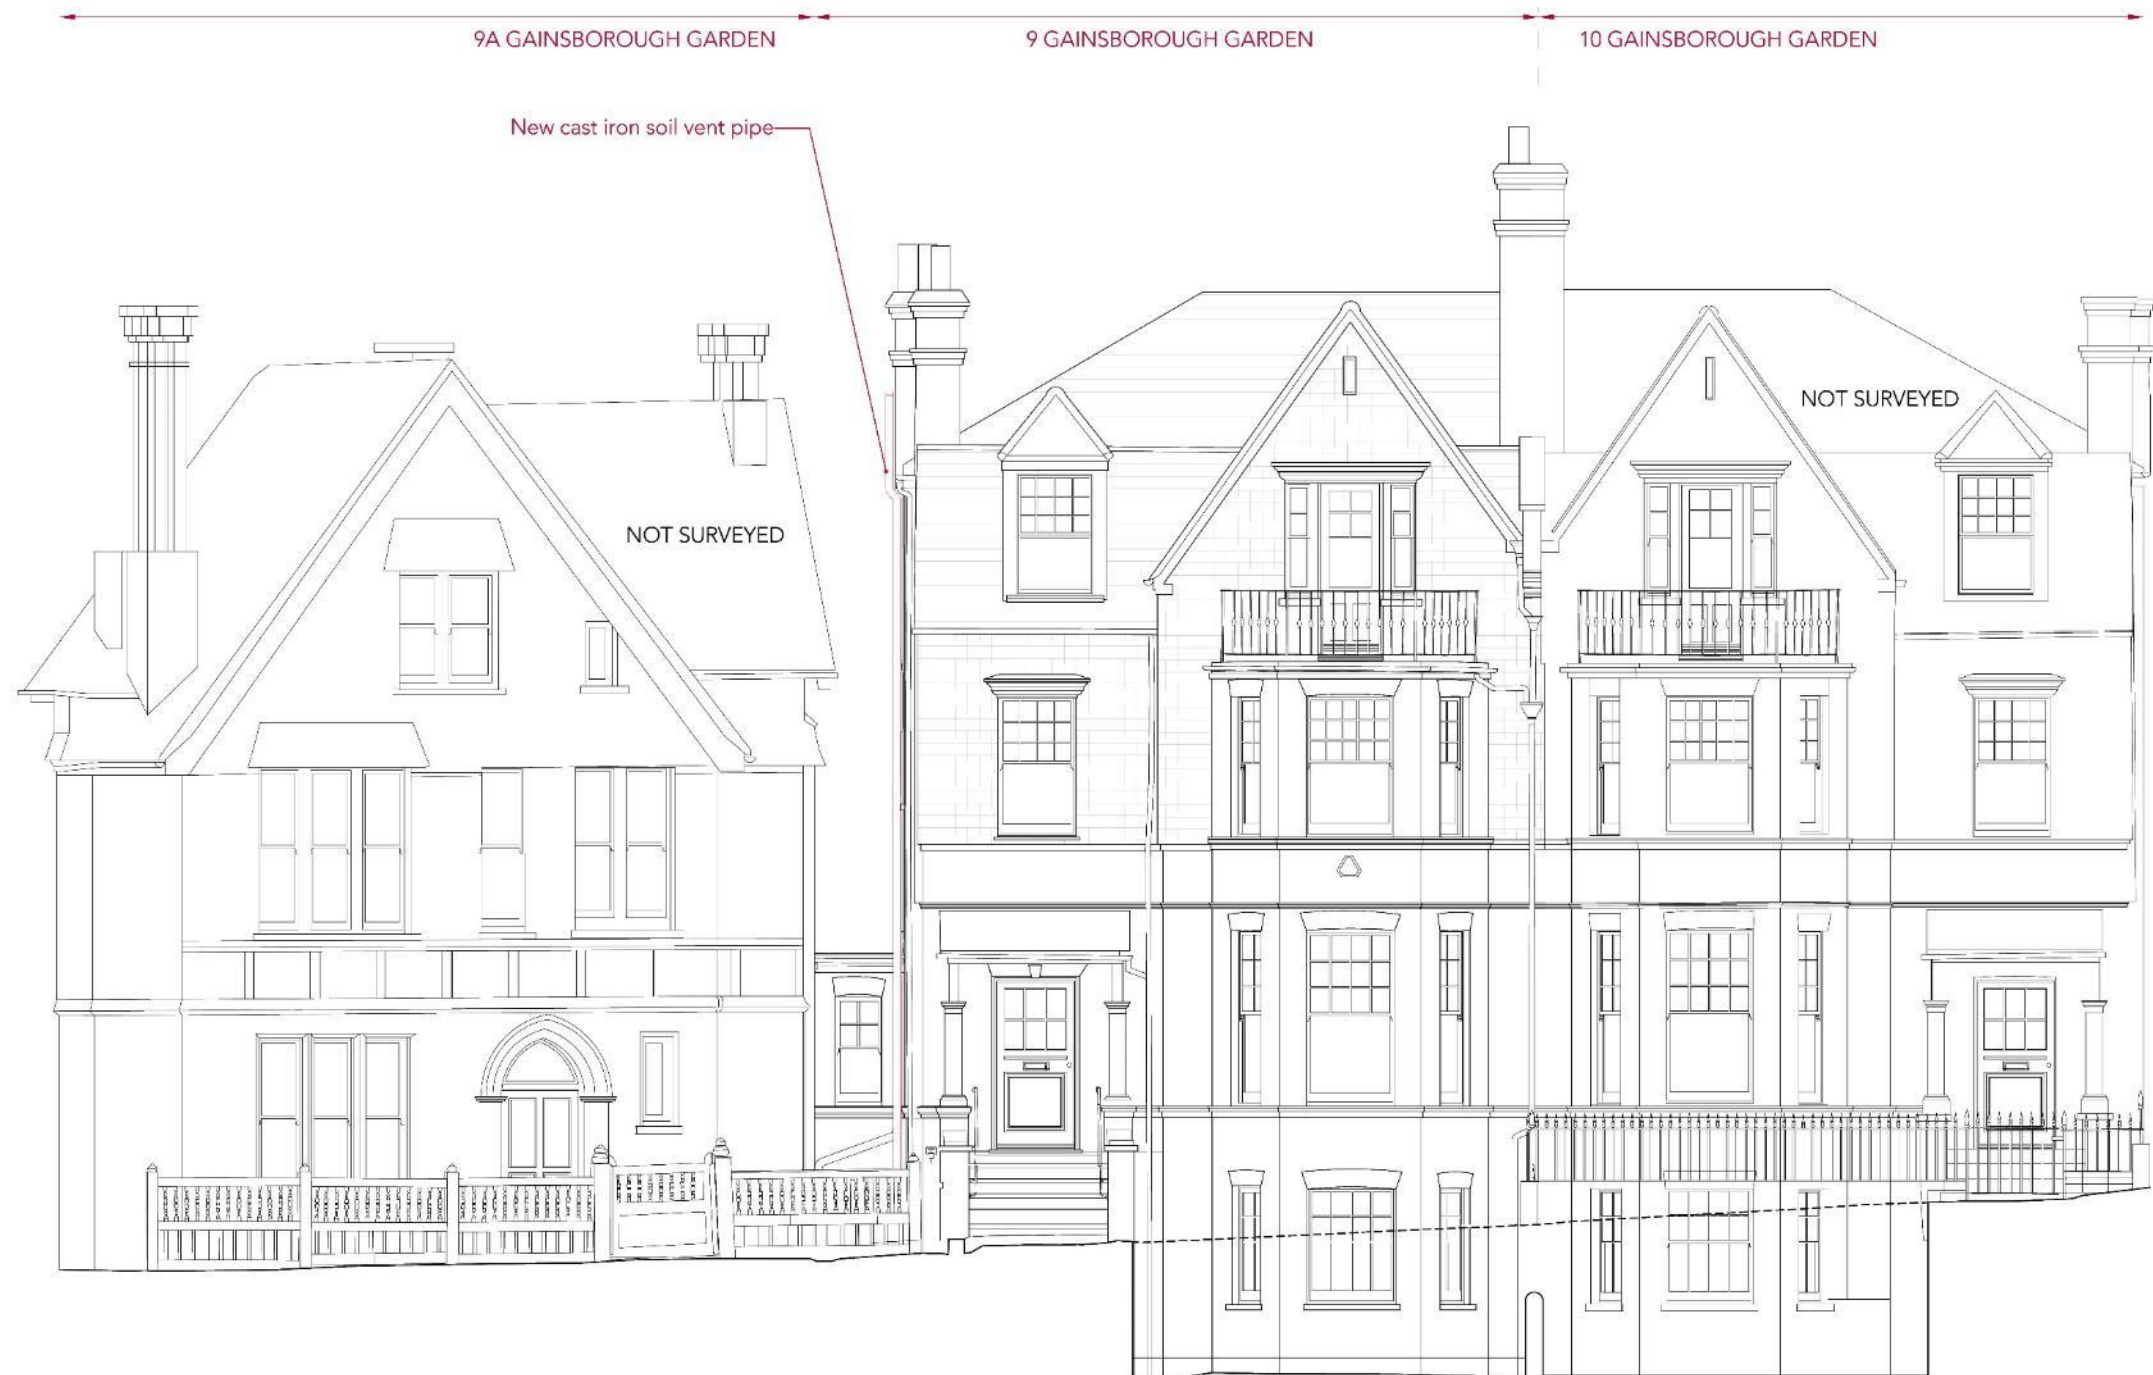 9A GAINSBOROUGH GARDEN
9 GAINSBOROUGH GARDEN
10 GAINSBOROUGH GARDEN
New cast iron soil vent pipe
NOT SURVEYED
NOT SURVEYED